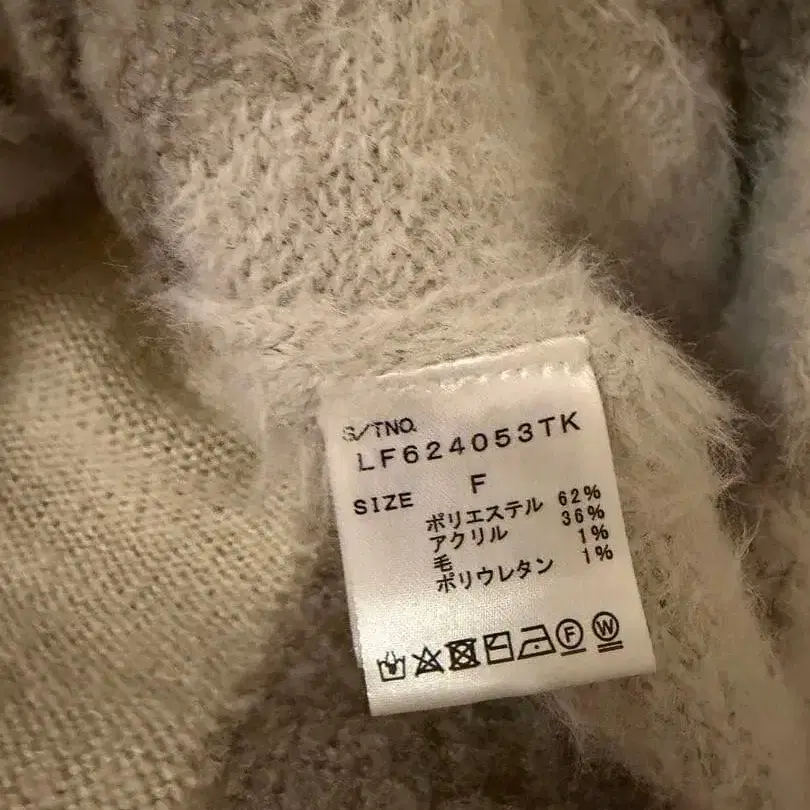 S/TNO.
LF624053TK
SIZE F
ポリエステル 62%
アクリル 36%
毛 1%
ポリウレタン 1%
F W